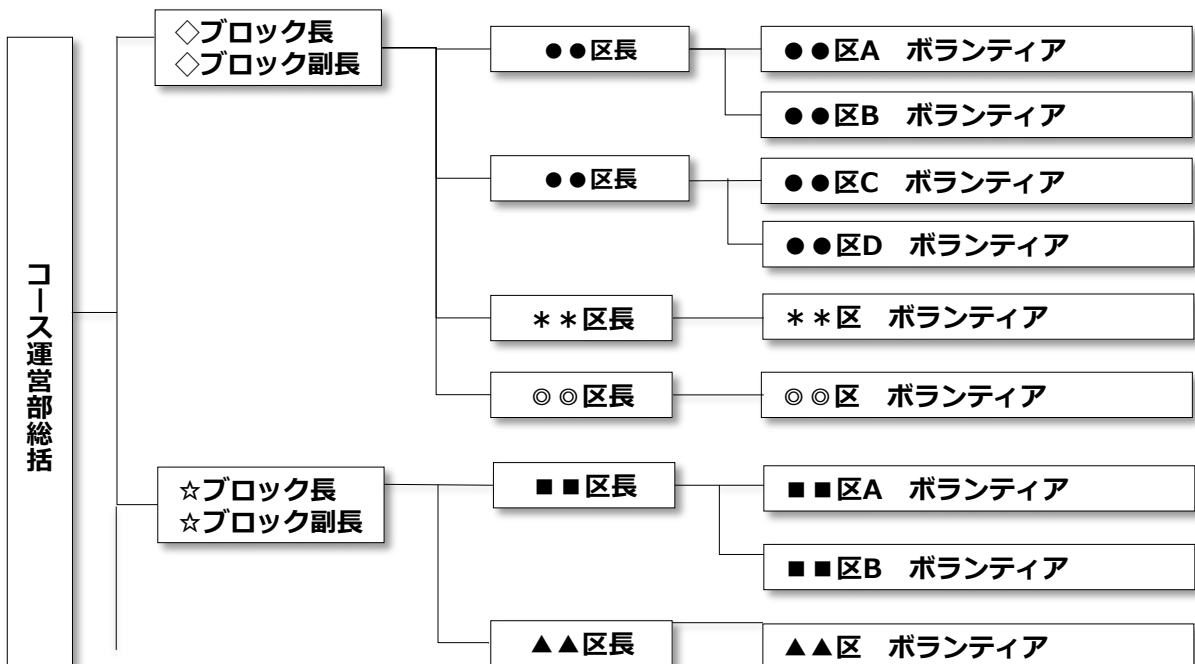 コース運営部総括
◇ブロック長
◇ブロック副長
●●区長
●●区A　ボランティア
●●区B　ボランティア
●●区長
●●区C　ボランティア
●●区D　ボランティア
＊＊区長
＊＊区　ボランティア
◎◎区長
◎◎区　ボランティア
☆ブロック長
☆ブロック副長
■■区長
■■区A　ボランティア
■■区B　ボランティア
▲▲区長
▲▲区　ボランティア